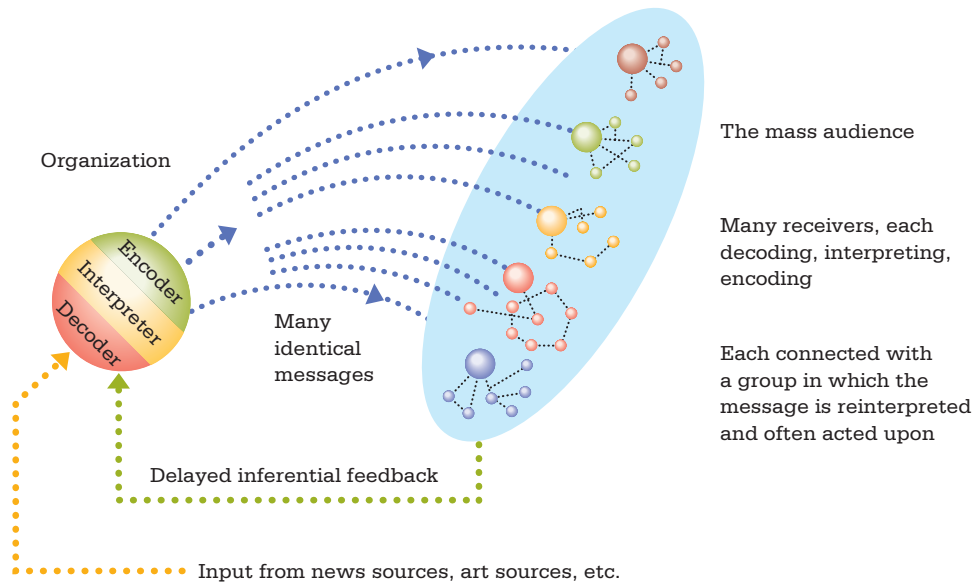 Organization
Encoder
Interpreter
Decoder
Many
identical
messages
The mass audience
Many receivers, each
decoding, interpreting,
encoding
Each connected with
a group in which the
message is reinterpreted
and often acted upon
Delayed inferential feedback
Input from news sources, art sources, etc.